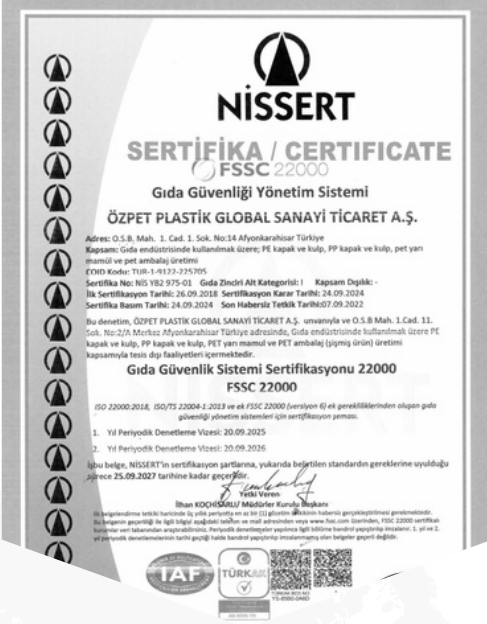 NİSSERT
SERTİFİKA / CERTIFICATE
FSSC 22000
Gıda Güvenliği Yönetim Sistemi
ÖZPET PLASTİK GLOBAL SANAYİ TİCARET A.Ş.
Adres: O.S.B. Mah. 1. Cad. 1. Sok. No:14 Afyonkarahisar Türkiye
Kapsam: Gıda endüstrisinde kullanılmak üzere; PE kapak ve kulp, PP kapak ve kulp, pet yarı
mamül ve pet ambalaj üretimi
COID Kodu: TUR-1-9122-225705
Sertifika No: NİS YB2 975-01 Gıda Zinciri Alt Kategorisi: I Kapsam Dışılık: -
İlk Sertifikasyon Tarihi: 26.09.2018 Sertifikasyon Karar Tarihi: 24.09.2024
Sertifika Basım Tarihi: 24.09.2024 Son Habersiz Tetkik Tarihi:07.09.2022
Bu denetim, ÖZPET PLASTİK GLOBAL SANAYİ TİCARET A.Ş. unvanıyla ve O.S.B Mah. 1.Cad. 11.
Sok. No:2/A Merkez Afyonkarahisar Türkiye adresinde, Gıda endüstrisinde kullanılmak üzere PE
kapak ve kulp, PP kapak ve kulp, PET yarı mamul ve PET ambalaj (şişmiş ürün) üretimi
kapsamıyla tesis dışı faaliyetleri içermektedir.
Gıda Güvenlik Sistemi Sertifikasyonu 22000
FSSC 22000
ISO 22000:2018, ISO/TS 22004-1:2013 ve ek FSSC 22000 (versiyon 6) ek gerekliliklerinden oluşan gıda
güvenliği yönetim sistemleri için sertifikasyon şeması.
1. Yıl Periyodik Denetleme Vizesi: 20.09.2025
2. Yıl Periyodik Denetleme Vizesi: 20.09.2026
İşbu belge, NİSSERT'in sertifikasyon şartlarına, yukarıda belirtilen standardın gereklerine uyulduğu
sürece 25.09.2027 tarihine kadar geçerlidir.
Yetki Veren
İlhan KOÇHİSARLI/ Müdürler Kurulu Başkanı
IAF
TÜRKAK